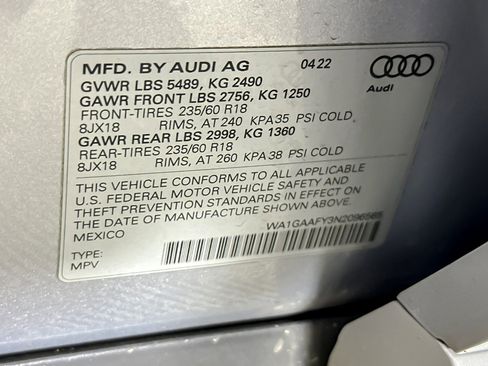 MFD. BY AUDI AG 04 22
GVWR LBS 5489, KG 2490
GAWR FRONT LBS 2756, KG 1250
FRONT-TIRES 235/60 R18
8JX18 RIMS, AT 240 KPA35 PSI COLD
GAWR REAR LBS 2998, KG 1360
REAR-TIRES 235/60 R18
8JX18 RIMS, AT 260 KPA 38 PSI COLD
Audi
THIS VEHICLE CONFORMS TO ALL APPLICABLE
U.S. FEDERAL MOTOR VEHICLE SAFETY AND
THEFT PREVENTION STANDARDS IN EFFECT ON
THE DATE OF MANUFACTURE SHOWN ABOVE.
MEXICO
WA1GAAFY3N2096565
TYPE:
MPV